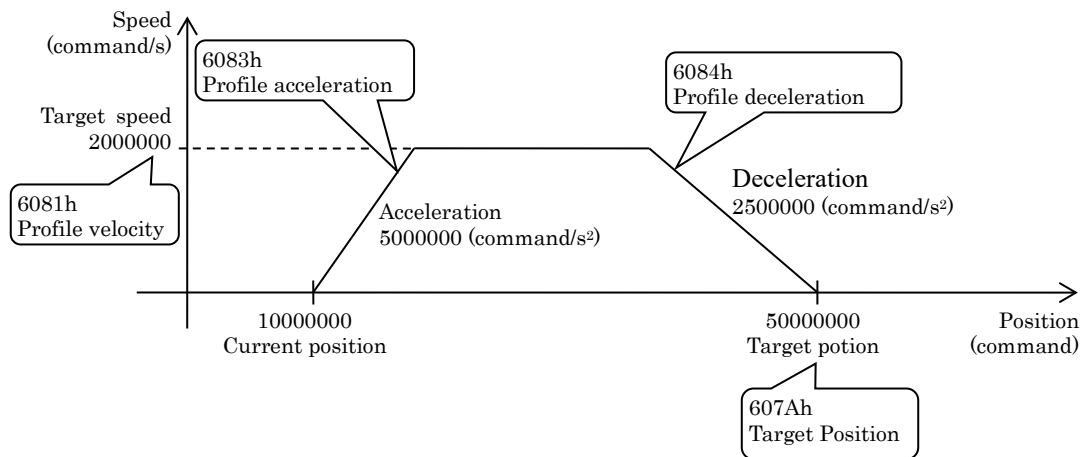 Speed
(command/s)
6083h
Profile acceleration
6084h
Profile deceleration
Target speed
2000000
6081h
Profile velocity
Acceleration
5000000 (command/s²)
Deceleration
2500000 (command/s²)
10000000
Current position
50000000
Target potion
Position
(command)
607Ah
Target Position